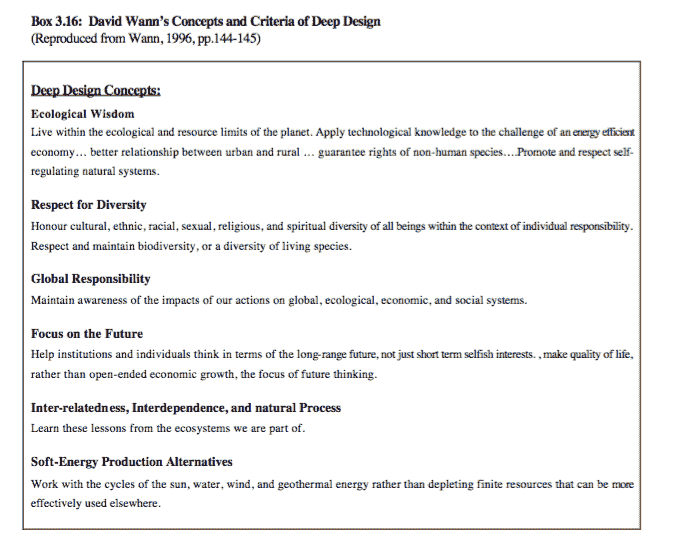 Box 3.16: David Wann's Concepts and Criteria of Deep Design
(Reproduced from Wann, 1996, pp.144-145)
Deep Design Concepts:
Ecological Wisdom
Live within the ecological and resource limits of the planet. Apply technological knowledge to the challenge of an energy efficient
economy… better relationship between urban and rural … guarantee rights of non-human species….Promote and respect self-
regulating natural systems.
Respect for Diversity
Honour cultural, ethnic, racial, sexual, religious, and spiritual diversity of all beings within the context of individual responsibility.
Respect and maintain biodiversity, or a diversity of living species.
Global Responsibility
Maintain awareness of the impacts of our actions on global, ecological, economic, and social systems.
Focus on the Future
Help institutions and individuals think in terms of the long-range future, not just short term selfish interests. , make quality of life,
rather than open-ended economic growth, the focus of future thinking.
Inter-relatedness, Interdependence, and natural Process
Learn these lessons from the ecosystems we are part of.
Soft-Energy Production Alternatives
Work with the cycles of the sun, water, wind, and geothermal energy rather than depleting finite resources that can be more
effectively used elsewhere.